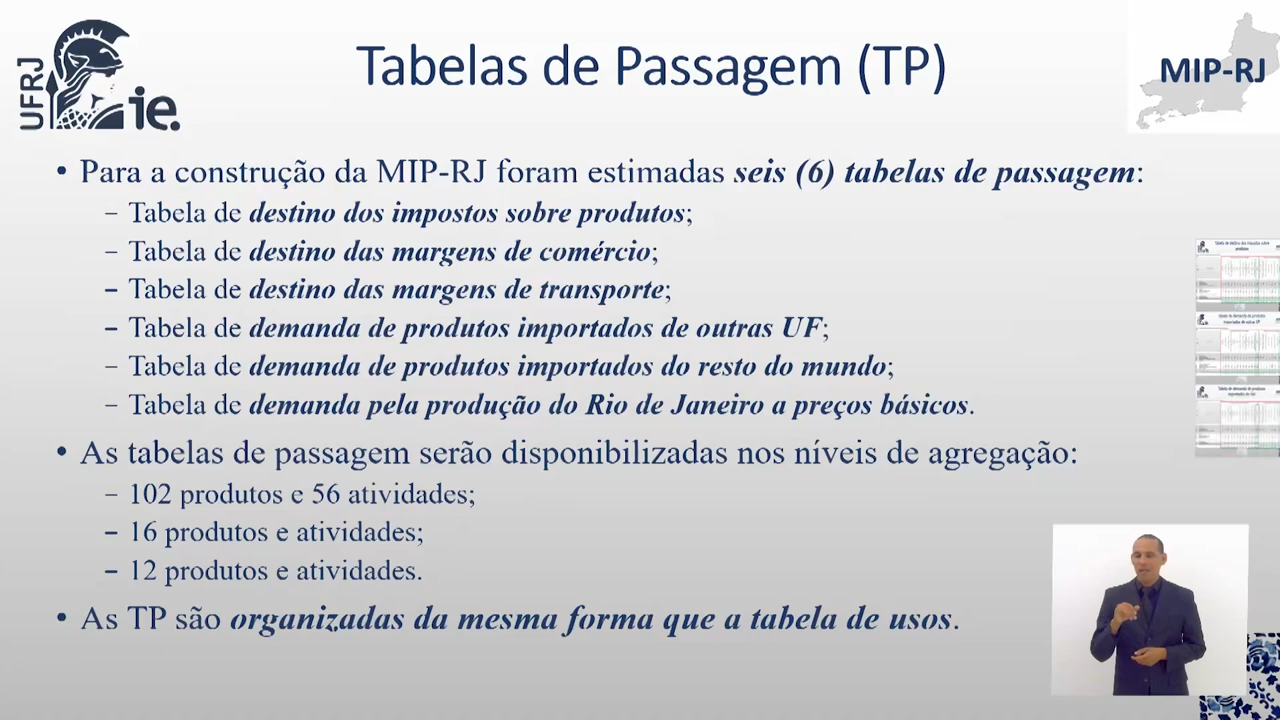 UFRJ
ie.
Tabelas de Passagem (TP)
MIP-RJ
• Para a construção da MIP-RJ foram estimadas seis (6) tabelas de passagem:
– Tabela de destino dos impostos sobre produtos;
– Tabela de destino das margens de comércio;
– Tabela de destino das margens de transporte;
– Tabela de demanda de produtos importados de outras UF;
– Tabela de demanda de produtos importados do resto do mundo;
– Tabela de demanda pela produção do Rio de Janeiro a preços básicos.
• As tabelas de passagem serão disponibilizadas nos níveis de agregação:
– 102 produtos e 56 atividades;
– 16 produtos e atividades;
– 12 produtos e atividades.
• As TP são organizadas da mesma forma que a tabela de usos.